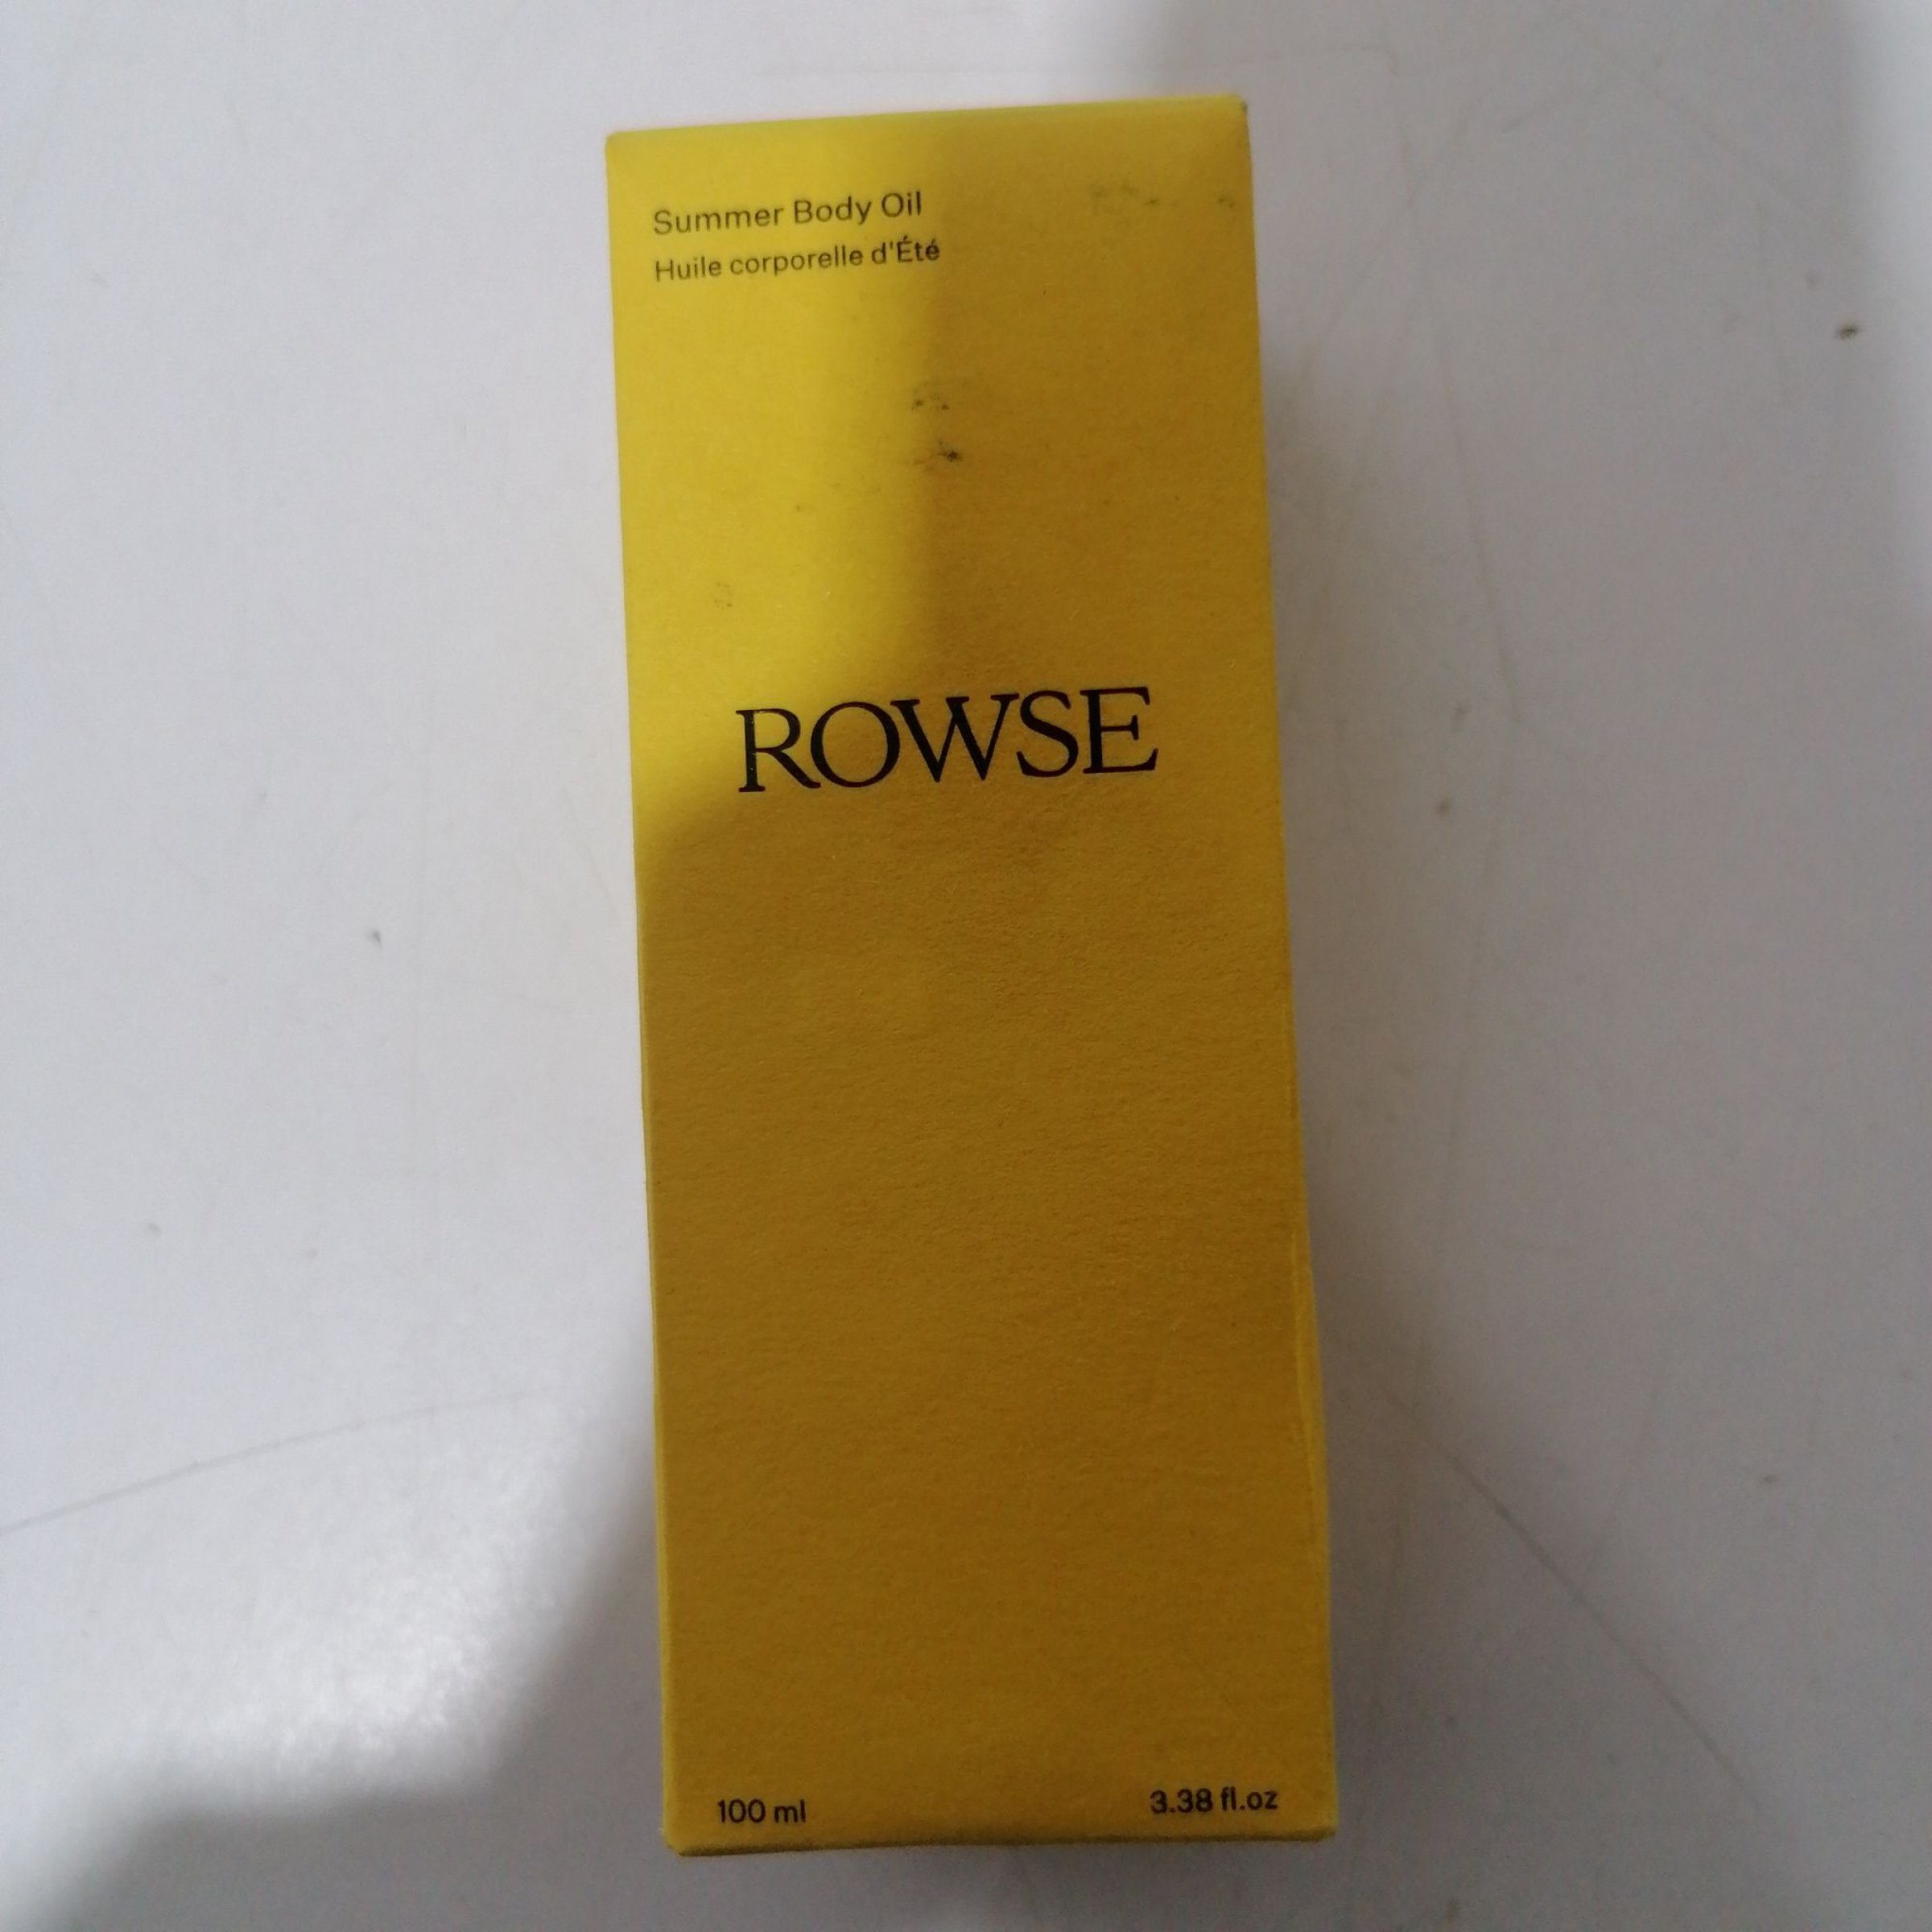 Summer Body Oil
Huile corporelle d'Été
ROWSE
100 ml
3.38 fl.oz